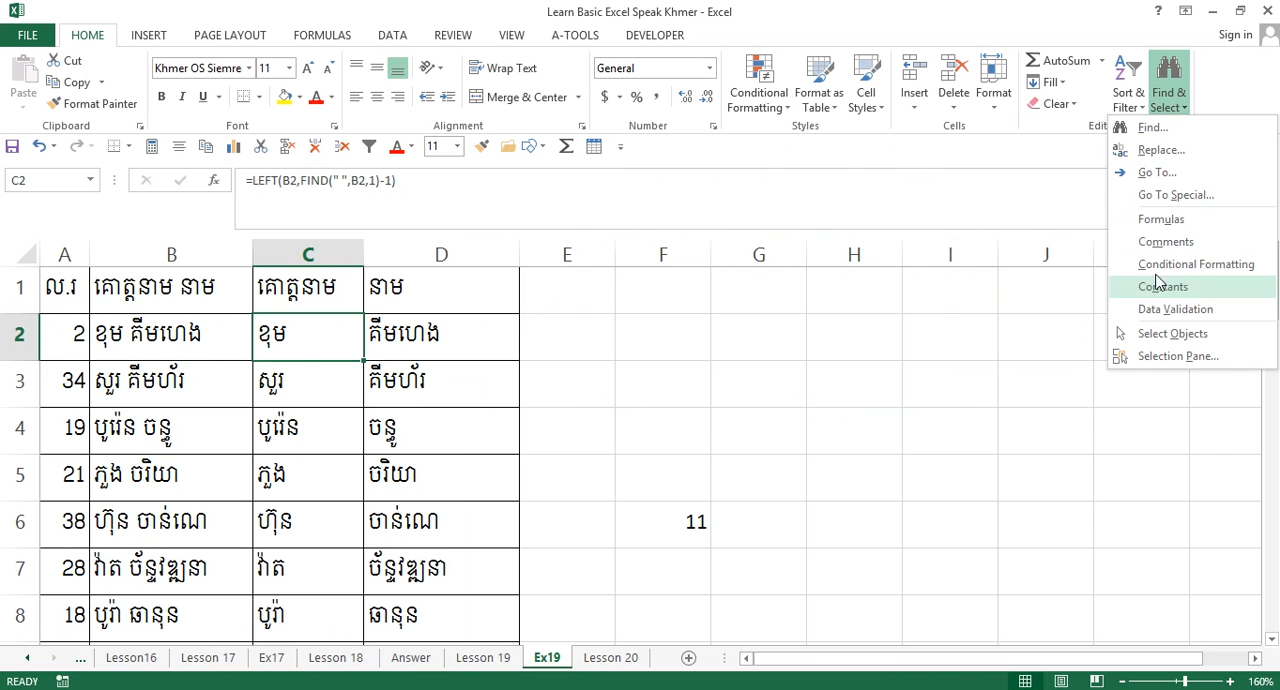 Learn Basic Excel Speak Khmer - Excel
FILE HOME INSERT PAGE LAYOUT FORMULAS DATA REVIEW VIEW A-TOOLS DEVELOPER Sign in
Paste Cut Copy Format Painter Clipboard
Khmer OS Siemre 11 Font
Wrap Text Merge & Center Alignment
General Number
Conditional Formatting Format as Table Cell Styles Styles
Insert Delete Format Cells
AutoSum Fill Clear Sort & Filter Find & Select Edit
Find...
Replace...
Go To...
Go To Special...
Formulas
Comments
Conditional Formatting
Constants
Data Validation
Select Objects
Selection Pane...
11
C2 =LEFT(B2,FIND(" ",B2,1)-1)
A B C D E F G H I J
1 ល.រ គោត្តនាម នាម គោត្តនាម នាម
2 2 ខុម គីមហេង ខុម គីមហេង
3 34 សួរ គីមហ័រ សួរ គីមហ័រ
4 19 បូរ៉េន ចន្ធូ បូរ៉េន ចន្ធូ
5 21 ភួង ចរិយា ភួង ចរិយា
6 38 ហ៊ុន ចាន់ណេ ហ៊ុន ចាន់ណេ 11
7 28 វ៉ាត ច័ន្ទវឌ្ឍនា វ៉ាត ច័ន្ទវឌ្ឍនា
8 18 បូរ៉ា ឆានុន បូរ៉ា ឆានុន
... Lesson16 Lesson 17 Ex17 Lesson 18 Answer Lesson 19 Ex19 Lesson 20
READY 160%